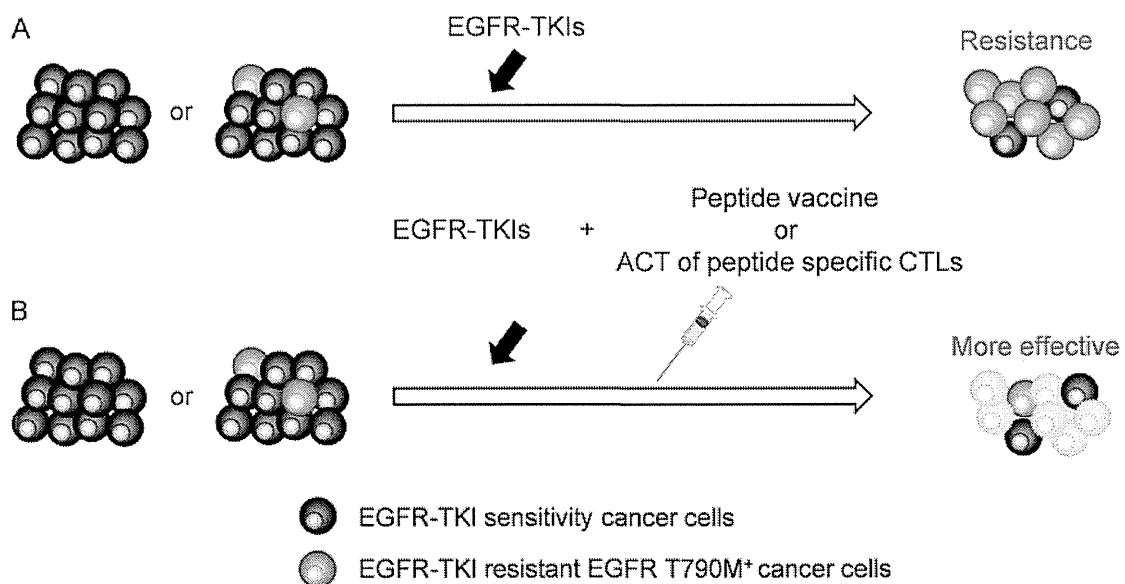 A
EGFR-TKIs
Resistance
or
EGFR-TKIs + Peptide vaccine
or
ACT of peptide specific CTLs
B
More effective
or
EGFR-TKI sensitivity cancer cells
EGFR-TKI resistant EGFR T790M⁺ cancer cells